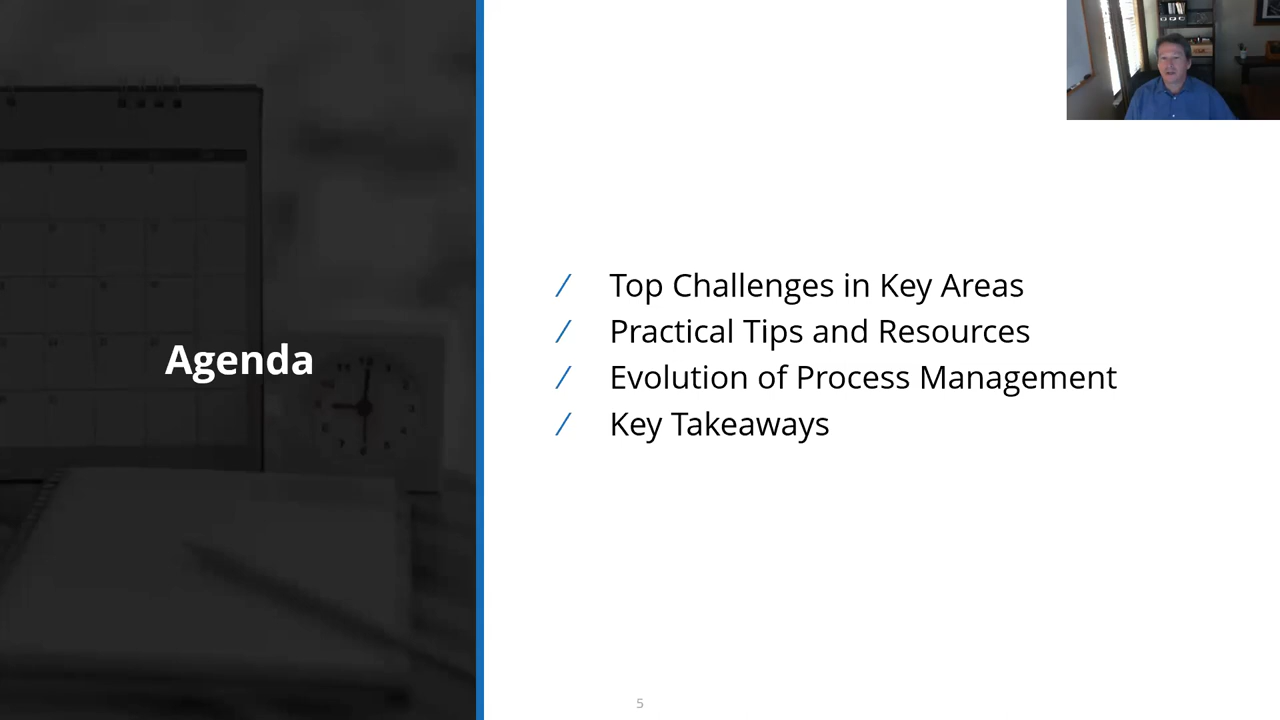 Agenda
/ Top Challenges in Key Areas
/ Practical Tips and Resources
/ Evolution of Process Management
/ Key Takeaways
5